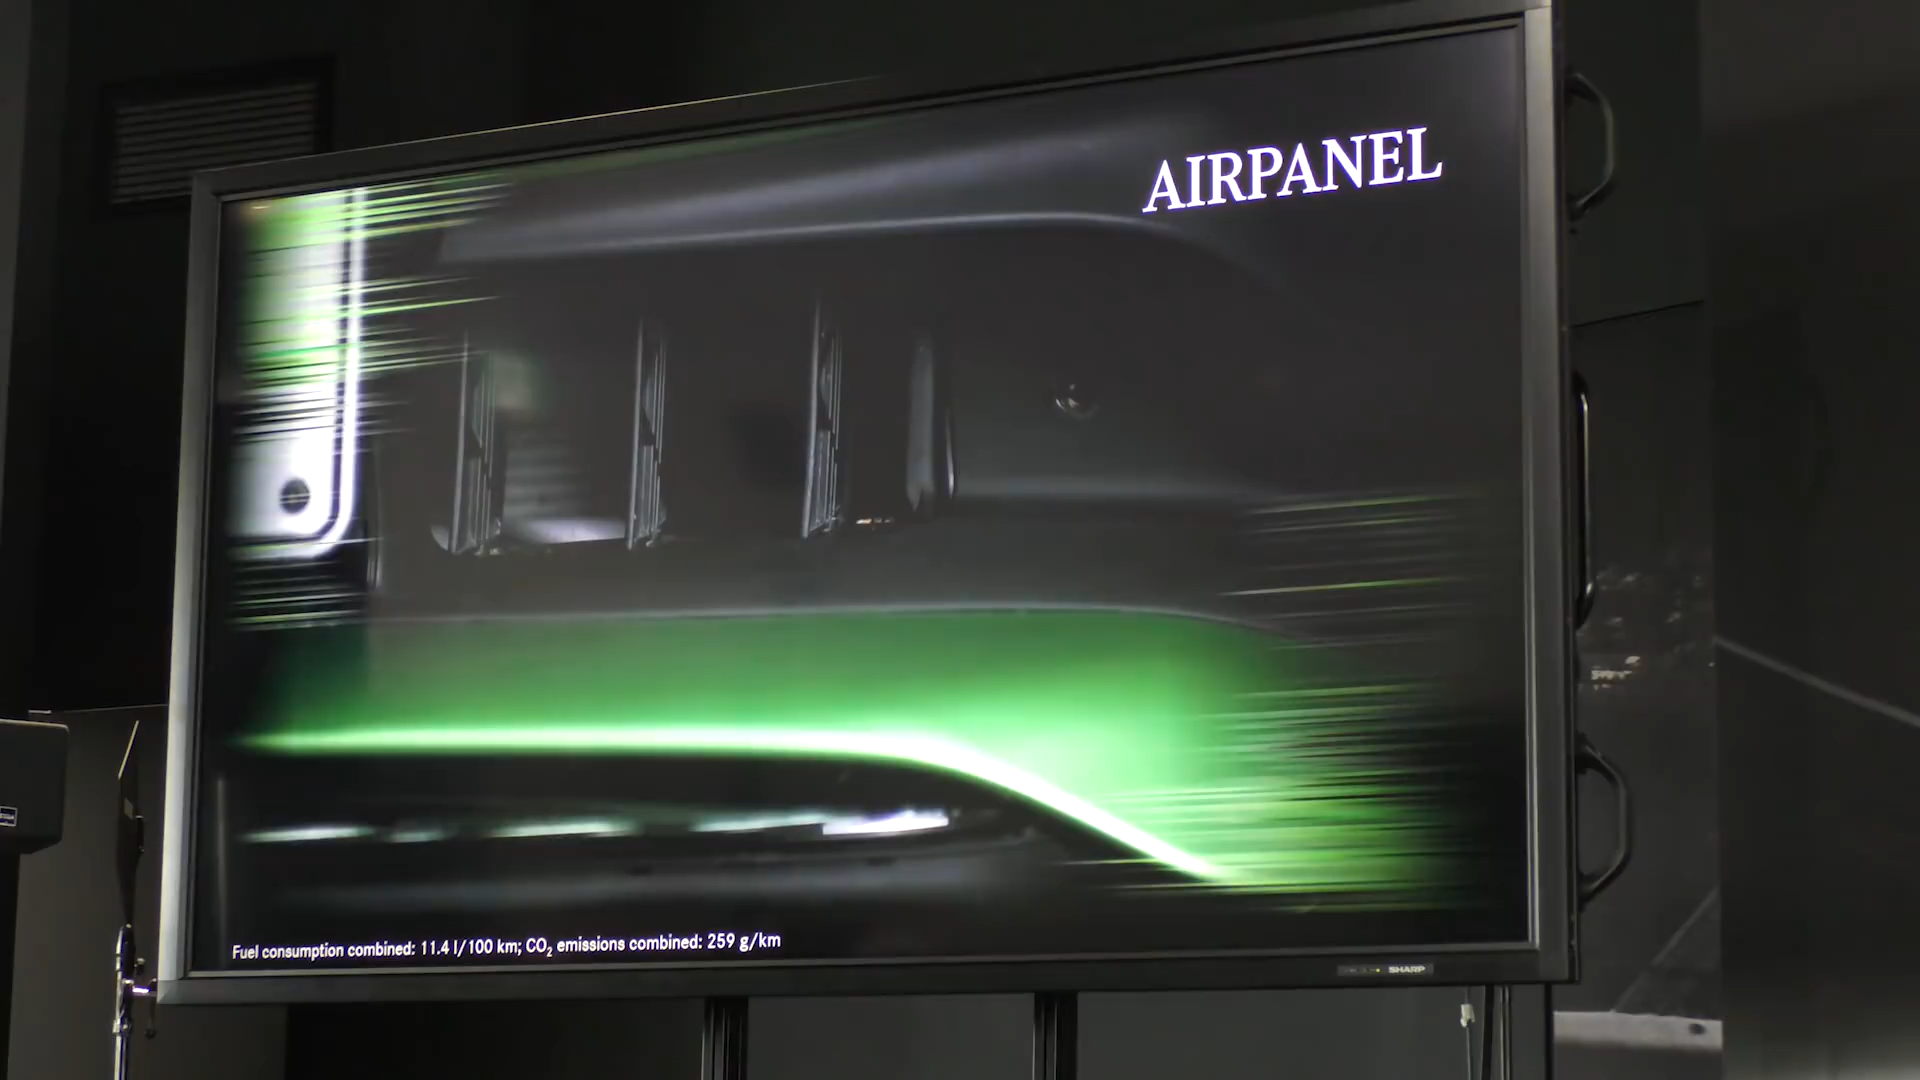 AIRPANEL
Fuel consumption combined: 11.4 l/100 km; CO₂ emissions combined: 259 g/km
SHARP